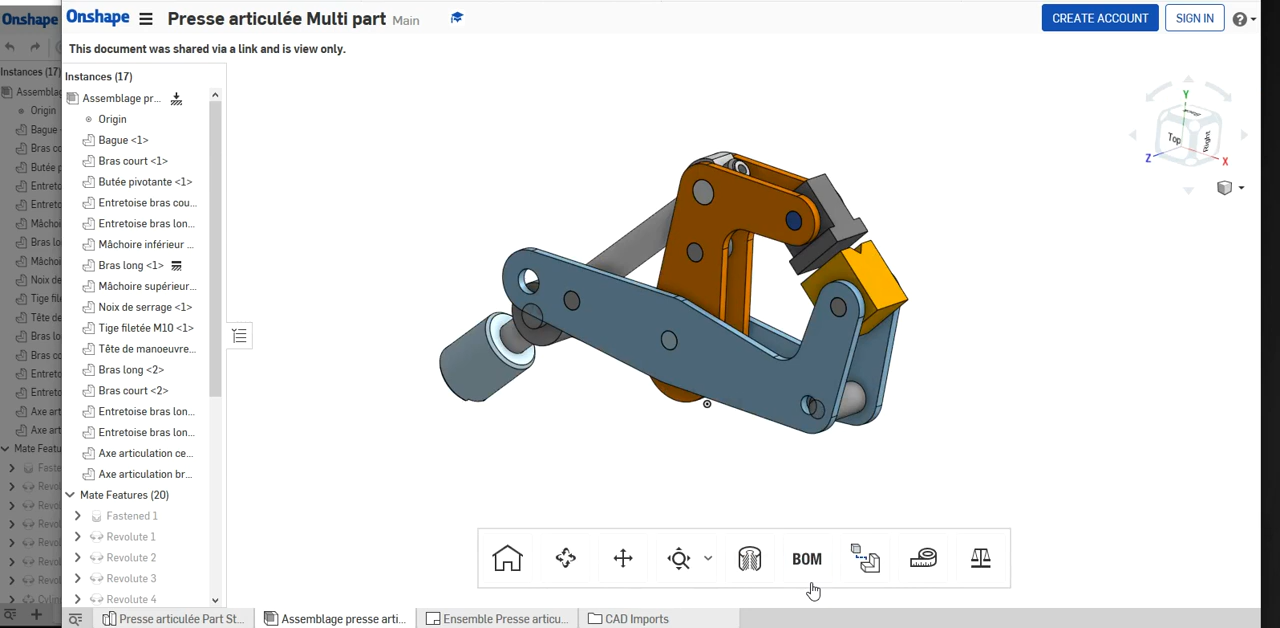 Onshape
Presse articulée Multi part Main
CREATE ACCOUNT
SIGN IN
This document was shared via a link and is view only.
Instances (17)
Assemblage pr...
Origin
Bague <1>
Bras court <1>
Butée pivotante <1>
Entretoise bras cou...
Entretoise bras lon...
Mâchoire inférieur ...
Bras long <1>
Mâchoire supérieur...
Noix de serrage <1>
Tige filetée M10 <1>
Tête de manoeuvre...
Bras long <2>
Bras court <2>
Entretoise bras lon...
Entretoise bras lon...
Axe articulation ce...
Axe articulation br...
Mate Features (20)
Fastened 1
Revolute 1
Revolute 2
Revolute 3
Revolute 4
Y
Top
Right
Z
X
BOM
Presse articulée Part St...
Assemblage presse arti...
Ensemble Presse articu...
CAD Imports
Onshape
Instances (17)
Origin